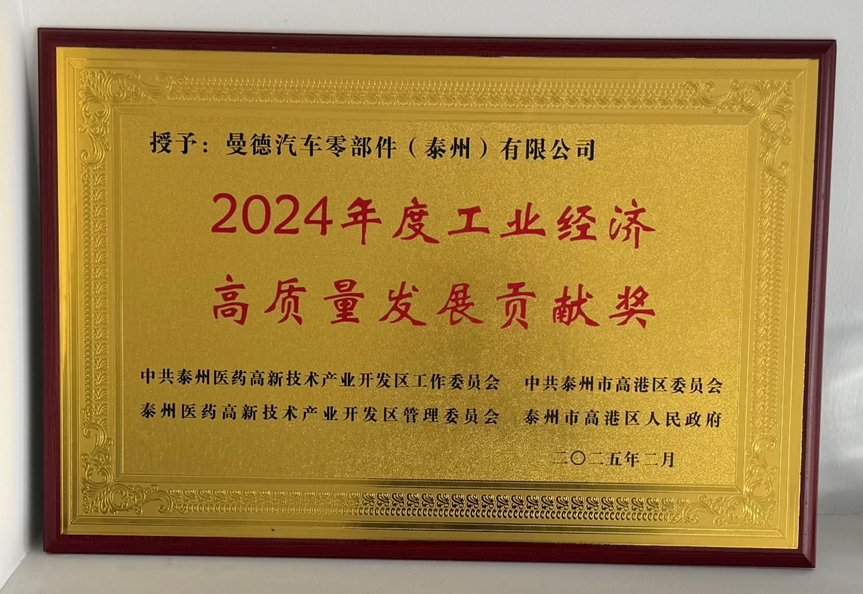 授予：曼德汽车零部件（泰州）有限公司
2024年度工业经济
高质量发展贡献奖
中共泰州医药高新技术产业开发区工作委员会 中共泰州市高港区委员会
泰州医药高新技术产业开发区管理委员会 泰州市高港区人民政府
二〇二五年二月